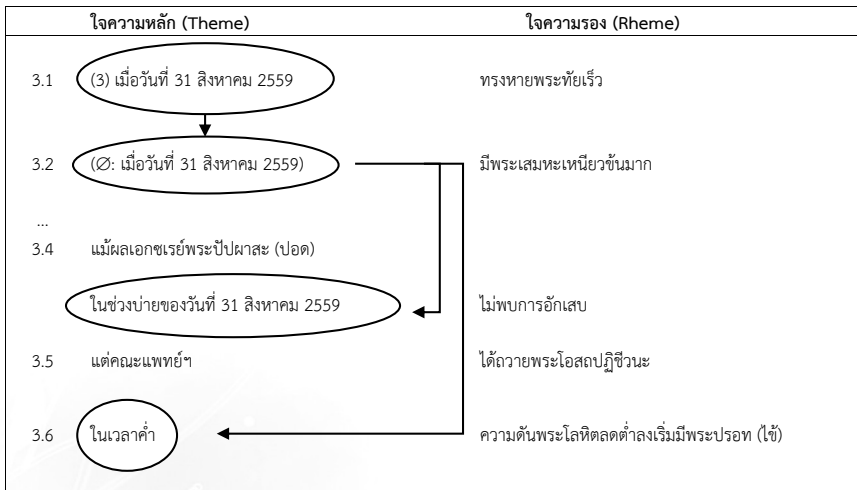 ใจความหลัก (Theme) ใจความรอง (Rheme)
3.1 (3) เมื่อวันที่ 31 สิงหาคม 2559 ทรงหายพระทัยเร็ว
3.2 (∅: เมื่อวันที่ 31 สิงหาคม 2559) มีพระเสมหะเหนียวข้นมาก
...
3.4 แม้ผลเอกซเรย์พระปัปผาสะ (ปอด)
ในช่วงบ่ายของวันที่ 31 สิงหาคม 2559 ไม่พบการอักเสบ
3.5 แต่คณะแพทย์ฯ ได้ถวายพระโอสถปฏิชีวนะ
3.6 ในเวลาค่ำ ความดันพระโลหิตลดต่ำลงเริ่มมีพระปรอท (ไข้)